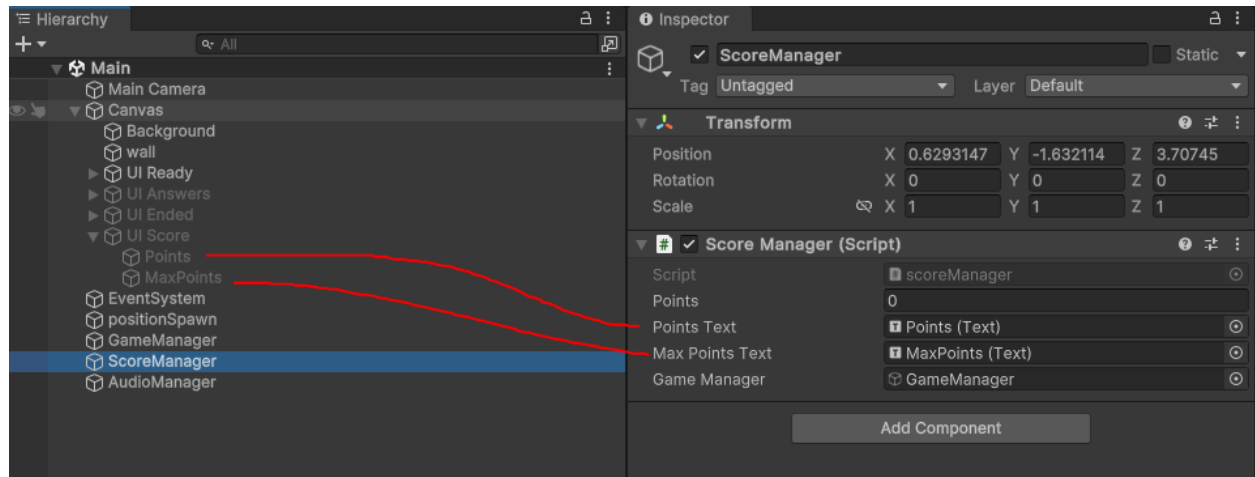 Hierarchy
All
Main
Main Camera
Canvas
Background
wall
UI Ready
UI Answers
UI Ended
UI Score
Points
MaxPoints
EventSystem
positionSpawn
GameManager
ScoreManager
AudioManager
Inspector
ScoreManager Static
Tag Untagged Layer Default
Transform
Position X 0.6293147 Y -1.632114 Z 3.70745
Rotation X 0 Y 0 Z 0
Scale X 1 Y 1 Z 1
# Score Manager (Script)
Script scoreManager
Points 0
Points Text Points (Text)
Max Points Text MaxPoints (Text)
Game Manager GameManager
Add Component